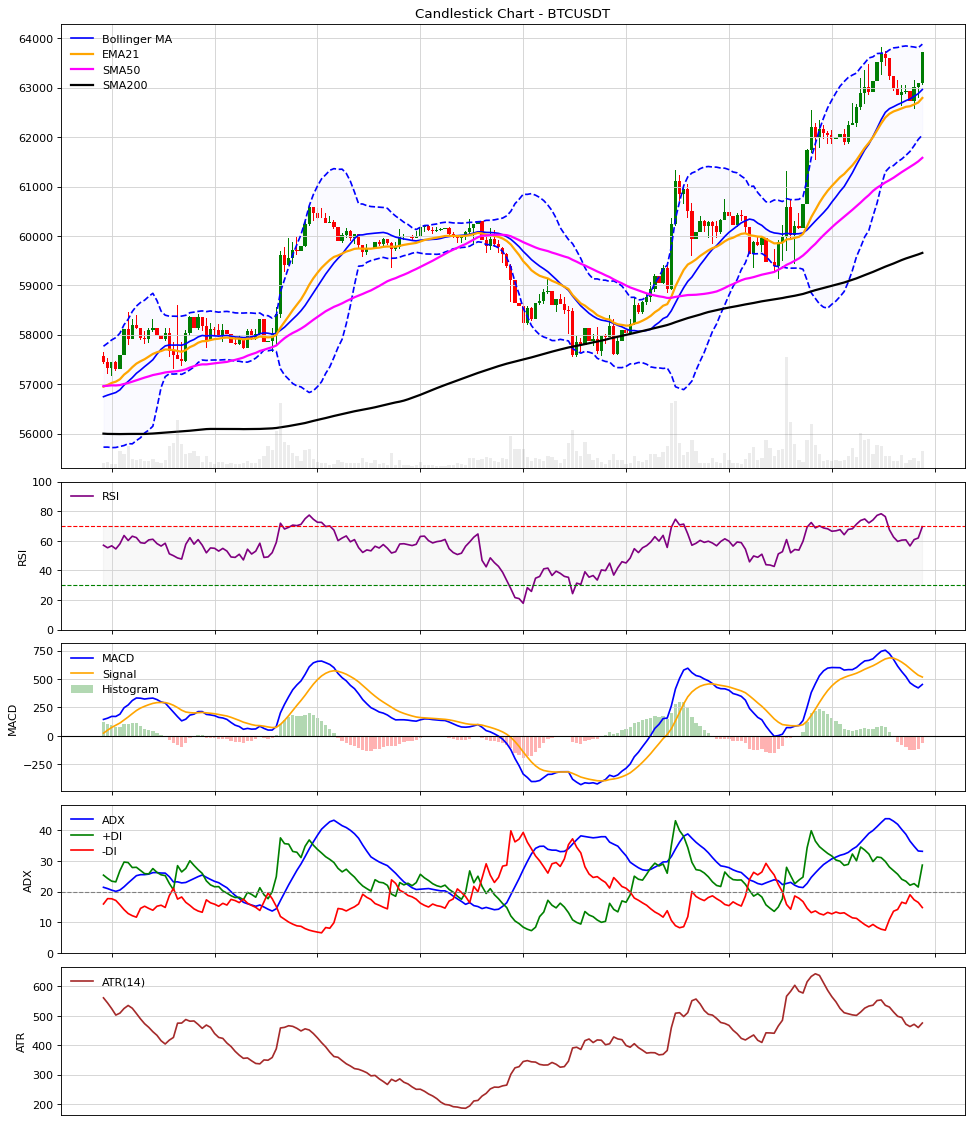 Candlestick Chart - BTCUSDT
64000
63000
62000
61000
60000
59000
58000
57000
56000
Bollinger MA
EMA21
SMA50
SMA200
100
80
60
40
20
0
RSI
RSI
750
500
250
0
−250
MACD
MACD
Signal
Histogram
40
30
20
10
0
ADX
ADX
+DI
-DI
600
500
400
300
200
ATR
ATR(14)